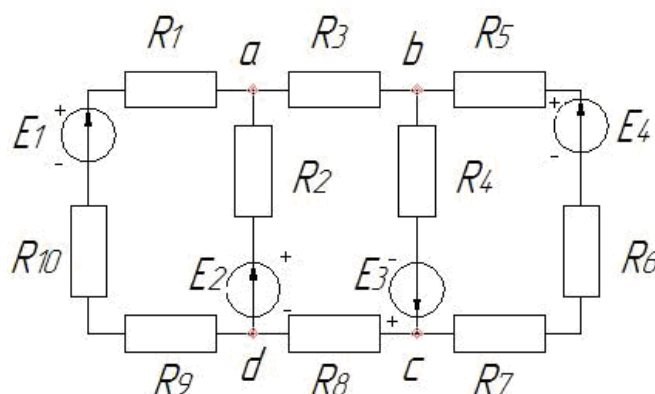 R1 a R3 b R5
+ E1 - + E4 -
R2 R4
R10 E2 + - - E3 + R6
R9 d R8 c R7